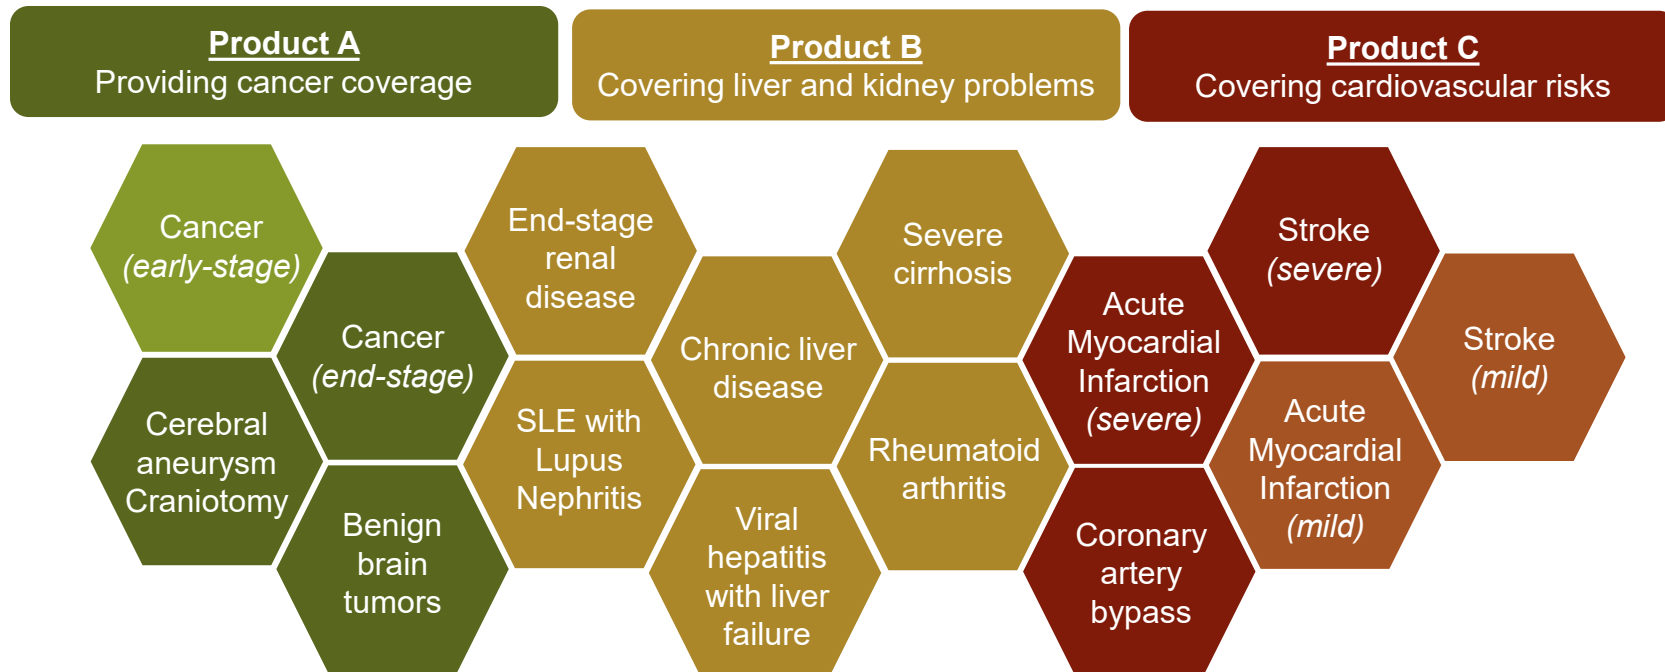 Product A
Providing cancer coverage
Product B
Covering liver and kidney problems
Product C
Covering cardiovascular risks
Cancer
(early-stage)
Cancer
(end-stage)
Cerebral
aneurysm
Craniotomy
Benign
brain
tumors
End-stage
renal
disease
SLE with
Lupus
Nephritis
Chronic liver
disease
Viral
hepatitis
with liver
failure
Severe
cirrhosis
Rheumatoid
arthritis
Acute
Myocardial
Infarction
(severe)
Coronary
artery
bypass
Stroke
(severe)
Acute
Myocardial
Infarction
(mild)
Stroke
(mild)